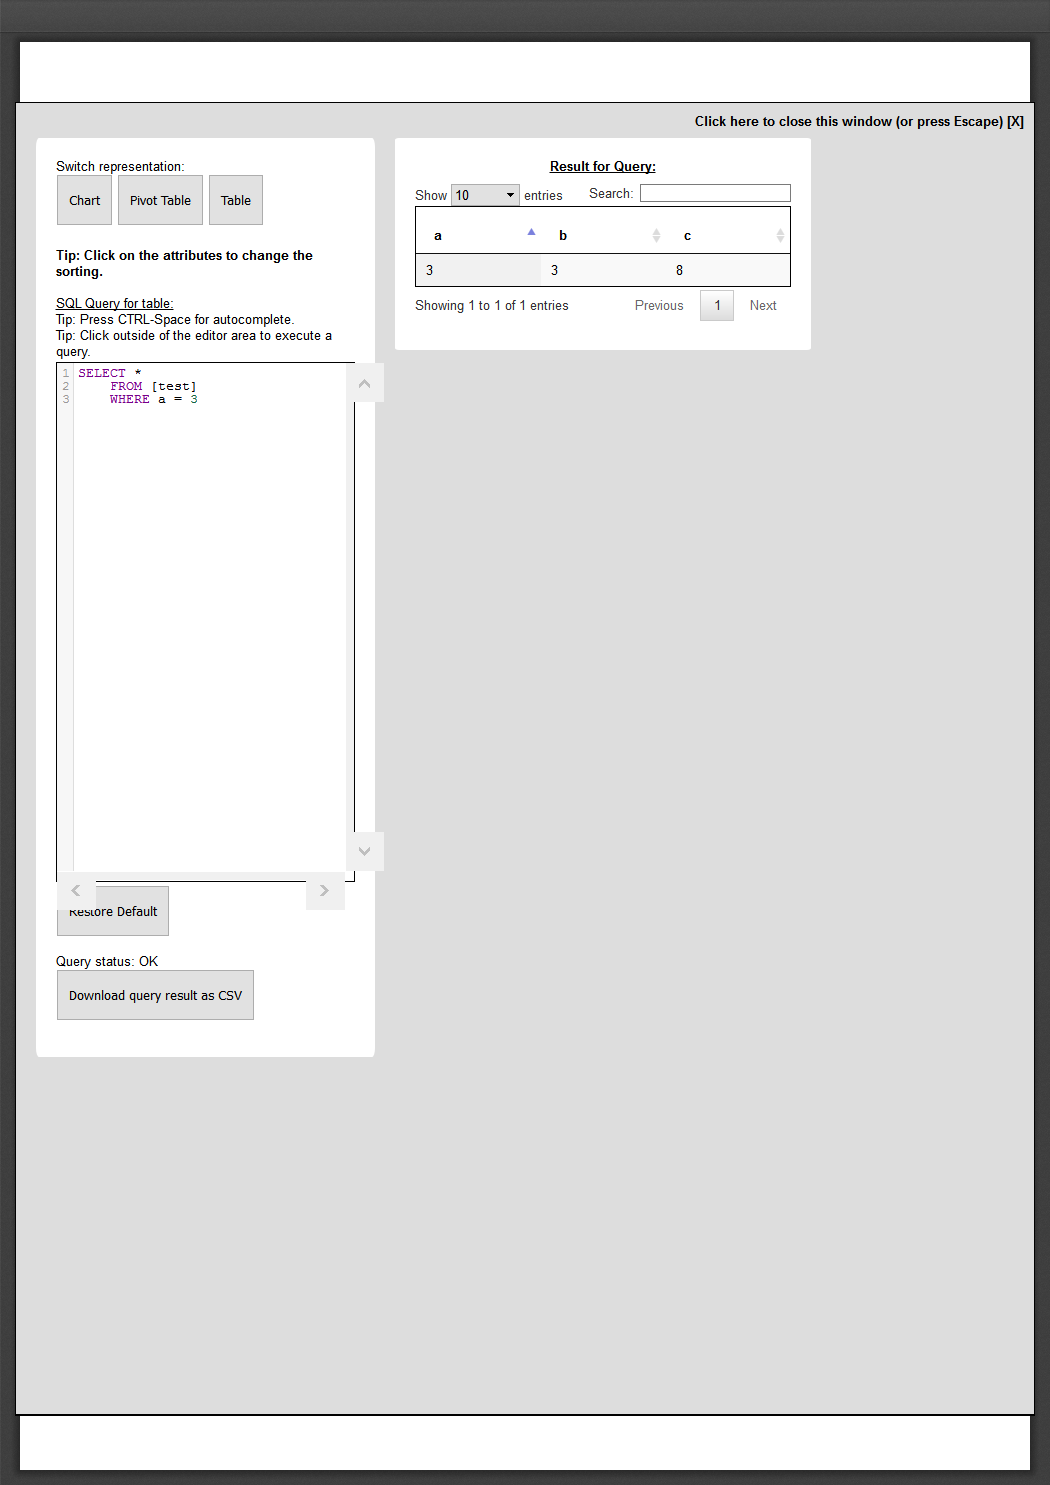 Click here to close this window (or press Escape) [X]
Switch representation:
Chart Pivot Table Table
Tip: Click on the attributes to change the
sorting.
SQL Query for table:
Tip: Press CTRL-Space for autocomplete.
Tip: Click outside of the editor area to execute a
query.
1 SELECT *
2 FROM [test]
3 WHERE a = 3
Restore Default
Query status: OK
Download query result as CSV
Result for Query:
Show 10 entries Search:
a b c
3 3 8
Showing 1 to 1 of 1 entries Previous 1 Next